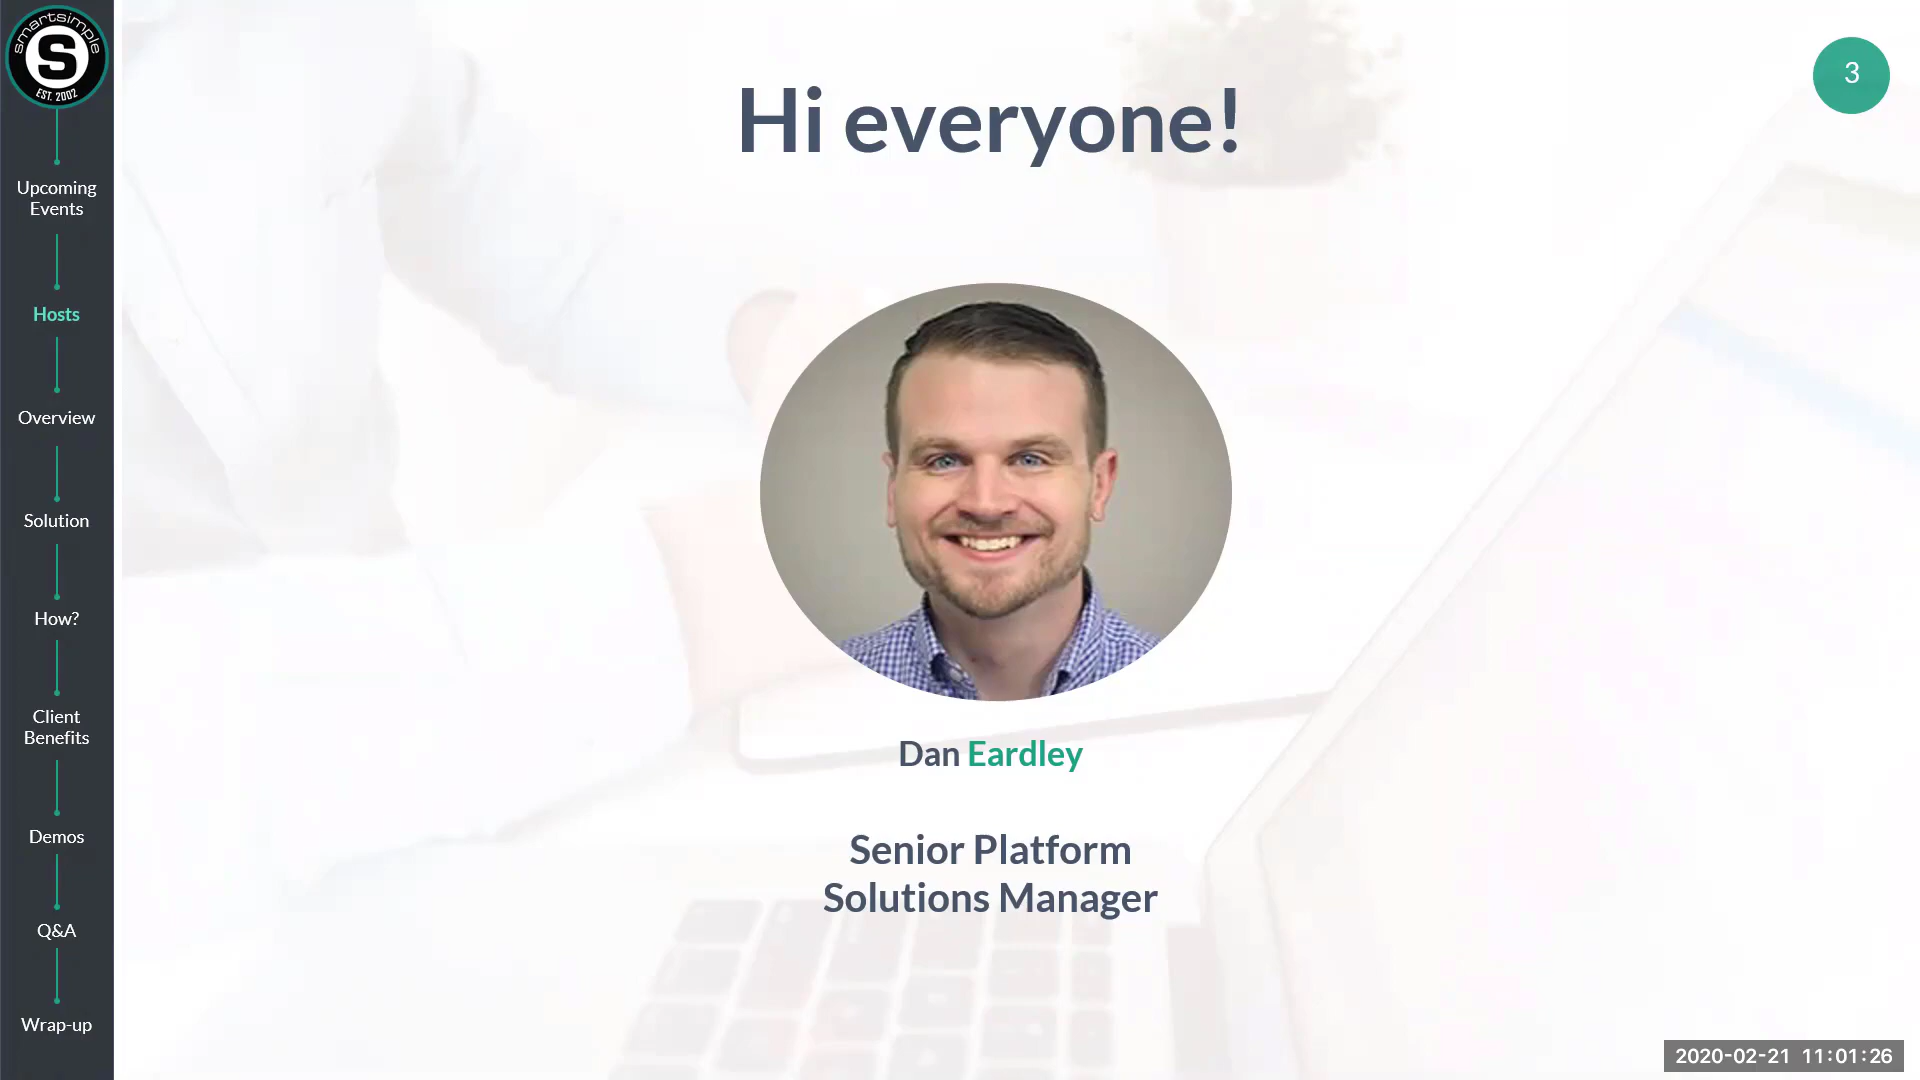 smartsimple
S
EST. 2002
Upcoming
Events
Hosts
Overview
Solution
How?
Client
Benefits
Demos
Q&A
Wrap-up
Hi everyone!
3
Dan Eardley
Senior Platform
Solutions Manager
2020-02-21 11:01:26